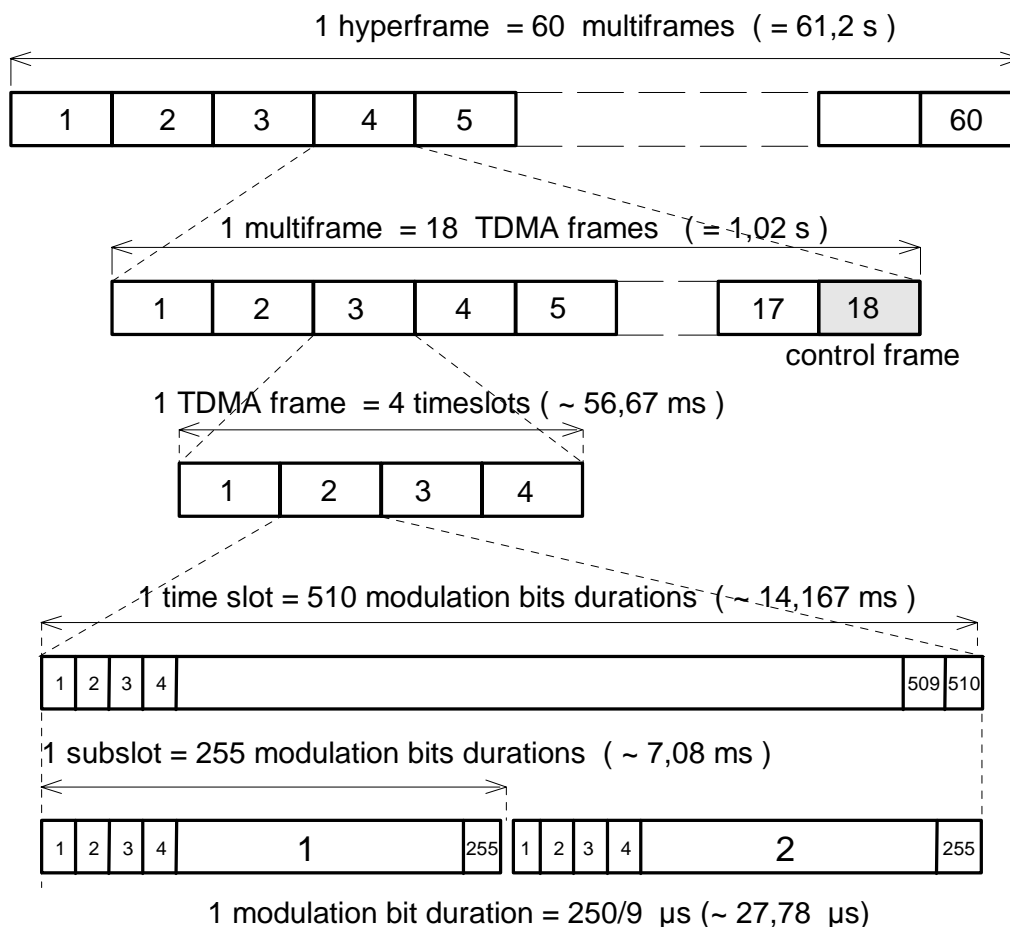 1 hyperframe = 60 multiframes ( = 61,2 s )
1 2 3 4 5 60
1 multiframe = 18 TDMA frames ( = 1,02 s )
1 2 3 4 5 17 18
control frame
1 TDMA frame = 4 timeslots ( ~ 56,67 ms )
1 2 3 4
1 time slot = 510 modulation bits durations ( ~ 14,167 ms )
1 2 3 4 509 510
1 subslot = 255 modulation bits durations ( ~ 7,08 ms )
1 2 3 4 1 255 1 2 3 4 2 255
1 modulation bit duration = 250/9 µs (~ 27,78 µs)